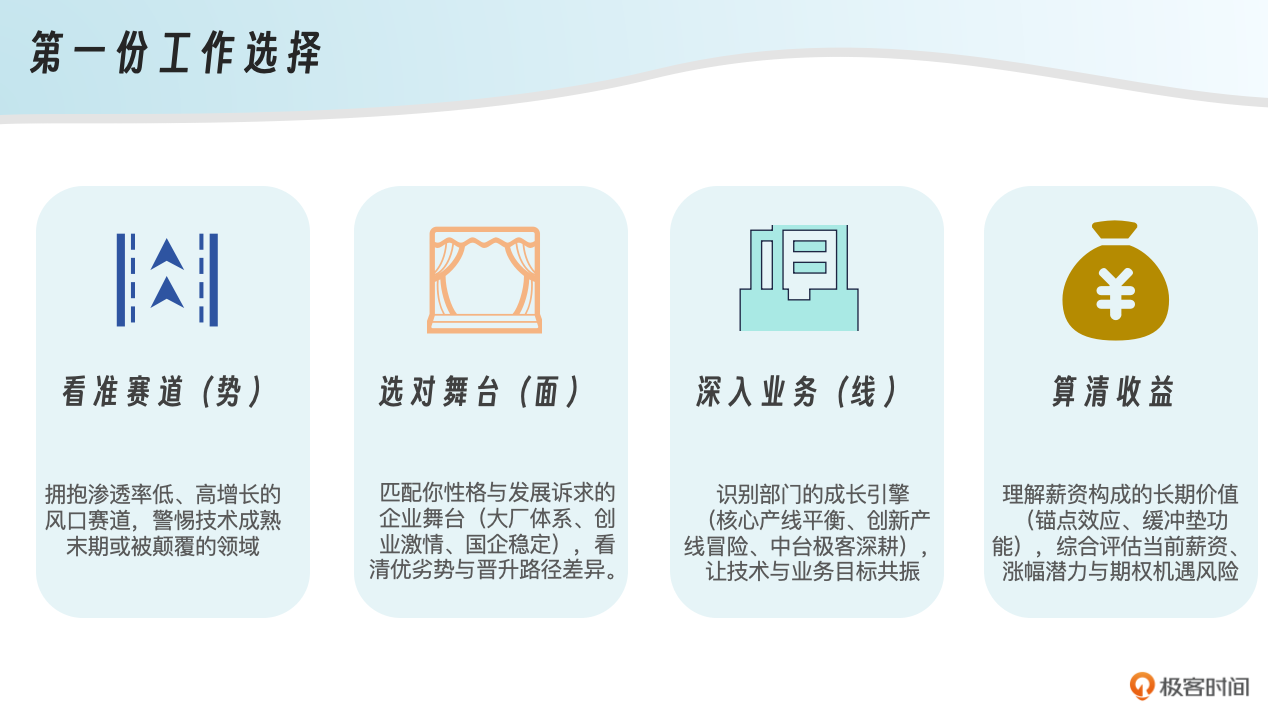 第一份工作选择
看准赛道（势）
拥抱渗透率低、高增长的
风口赛道，警惕技术成熟
末期或被颠覆的领域
选对舞台（面）
匹配你性格与发展诉求的
企业舞台（大厂体系、创
业激情、国企稳定），看
清优劣势与晋升路径差异。
深入业务（线）
识别部门的成长引擎
（核心产线平衡、创新产
线冒险、中台极客深耕），
让技术与业务目标共振
¥
算清收益
理解薪资构成的长期价值
（锚点效应、缓冲垫功
能），综合评估当前薪资、
涨幅潜力与期权机遇风险
极客时间